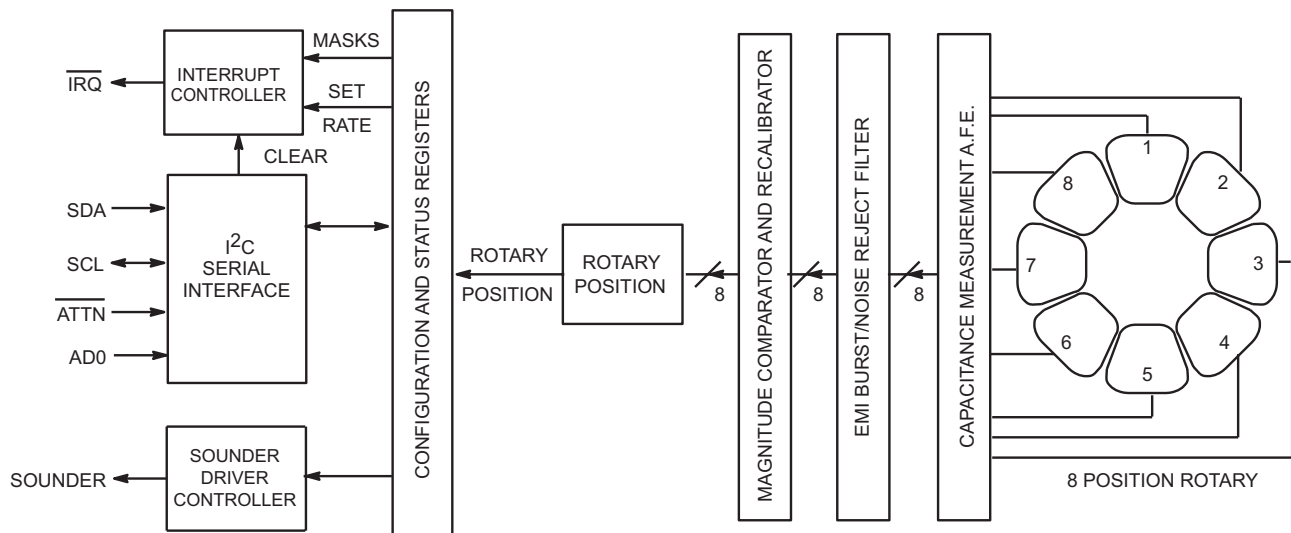 MASKS
INTERRUPT
CONTROLLER
IRQ
SET
RATE
CLEAR
SDA
SCL
ATTN
AD0
I2C
SERIAL
INTERFACE
SOUNDER
DRIVER
CONTROLLER
SOUNDER
CONFIGURATION AND STATUS REGISTERS
ROTARY
POSITION
ROTARY
POSITION
8
MAGNITUDE COMPARATOR AND RECALIBRATOR
8
EMI BURST/NOISE REJECT FILTER
8
CAPACITANCE MEASUREMENT A.F.E.
1
2
3
4
5
6
7
8
8 POSITION ROTARY